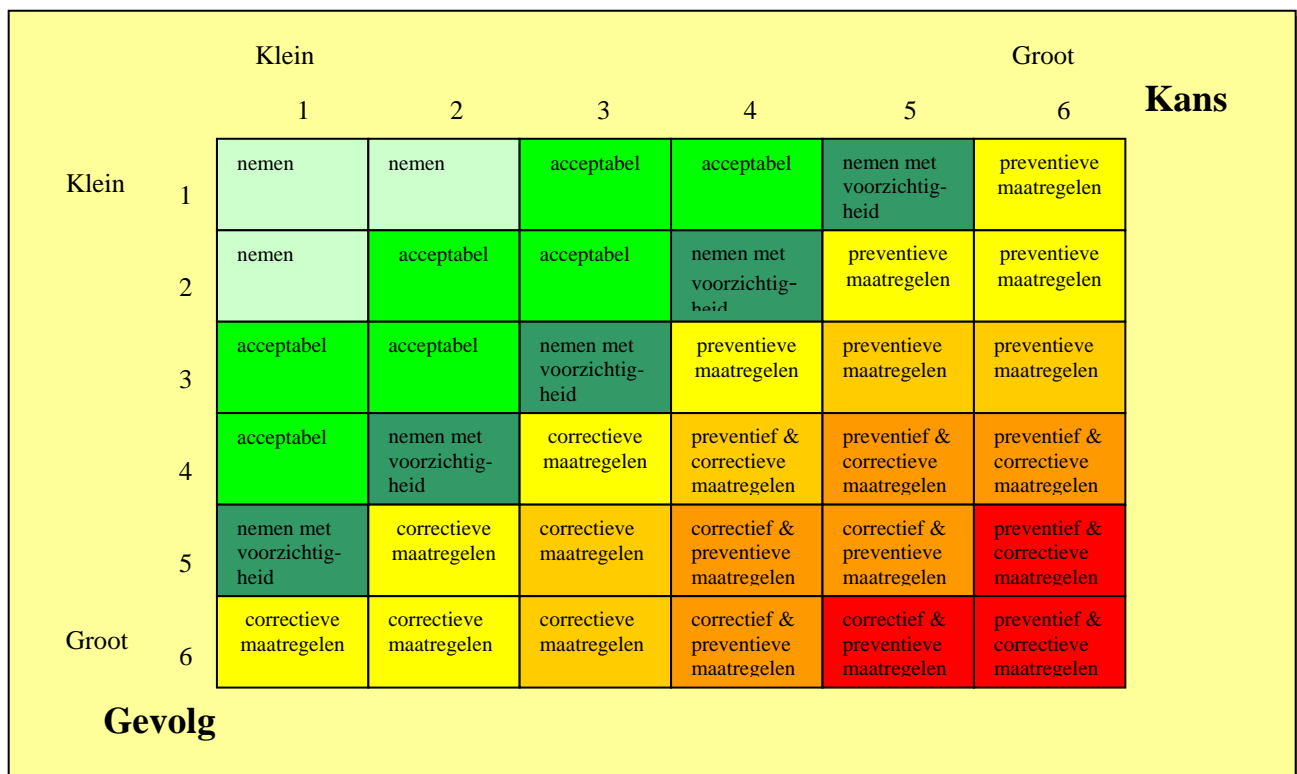 Klein Groot
1 2 3 4 5 6 Kans
Klein 1
nemen
nemen
acceptabel
acceptabel
nemen met
voorzichtig-
heid
preventieve
maatregelen
2
nemen
acceptabel
acceptabel
nemen met
voorzichtig-
heid
preventieve
maatregelen
preventieve
maatregelen
3
acceptabel
acceptabel
nemen met
voorzichtig-
heid
preventieve
maatregelen
preventieve
maatregelen
preventieve
maatregelen
4
acceptabel
nemen met
voorzichtig-
heid
correctieve
maatregelen
preventief &
correctieve
maatregelen
preventief &
correctieve
maatregelen
preventief &
correctieve
maatregelen
5
nemen met
voorzichtig-
heid
correctieve
maatregelen
correctieve
maatregelen
correctief &
preventieve
maatregelen
correctief &
preventieve
maatregelen
preventief &
correctieve
maatregelen
Groot 6
correctieve
maatregelen
correctieve
maatregelen
correctieve
maatregelen
correctief &
preventieve
maatregelen
correctief &
preventieve
maatregelen
preventief &
correctieve
maatregelen
Gevolg